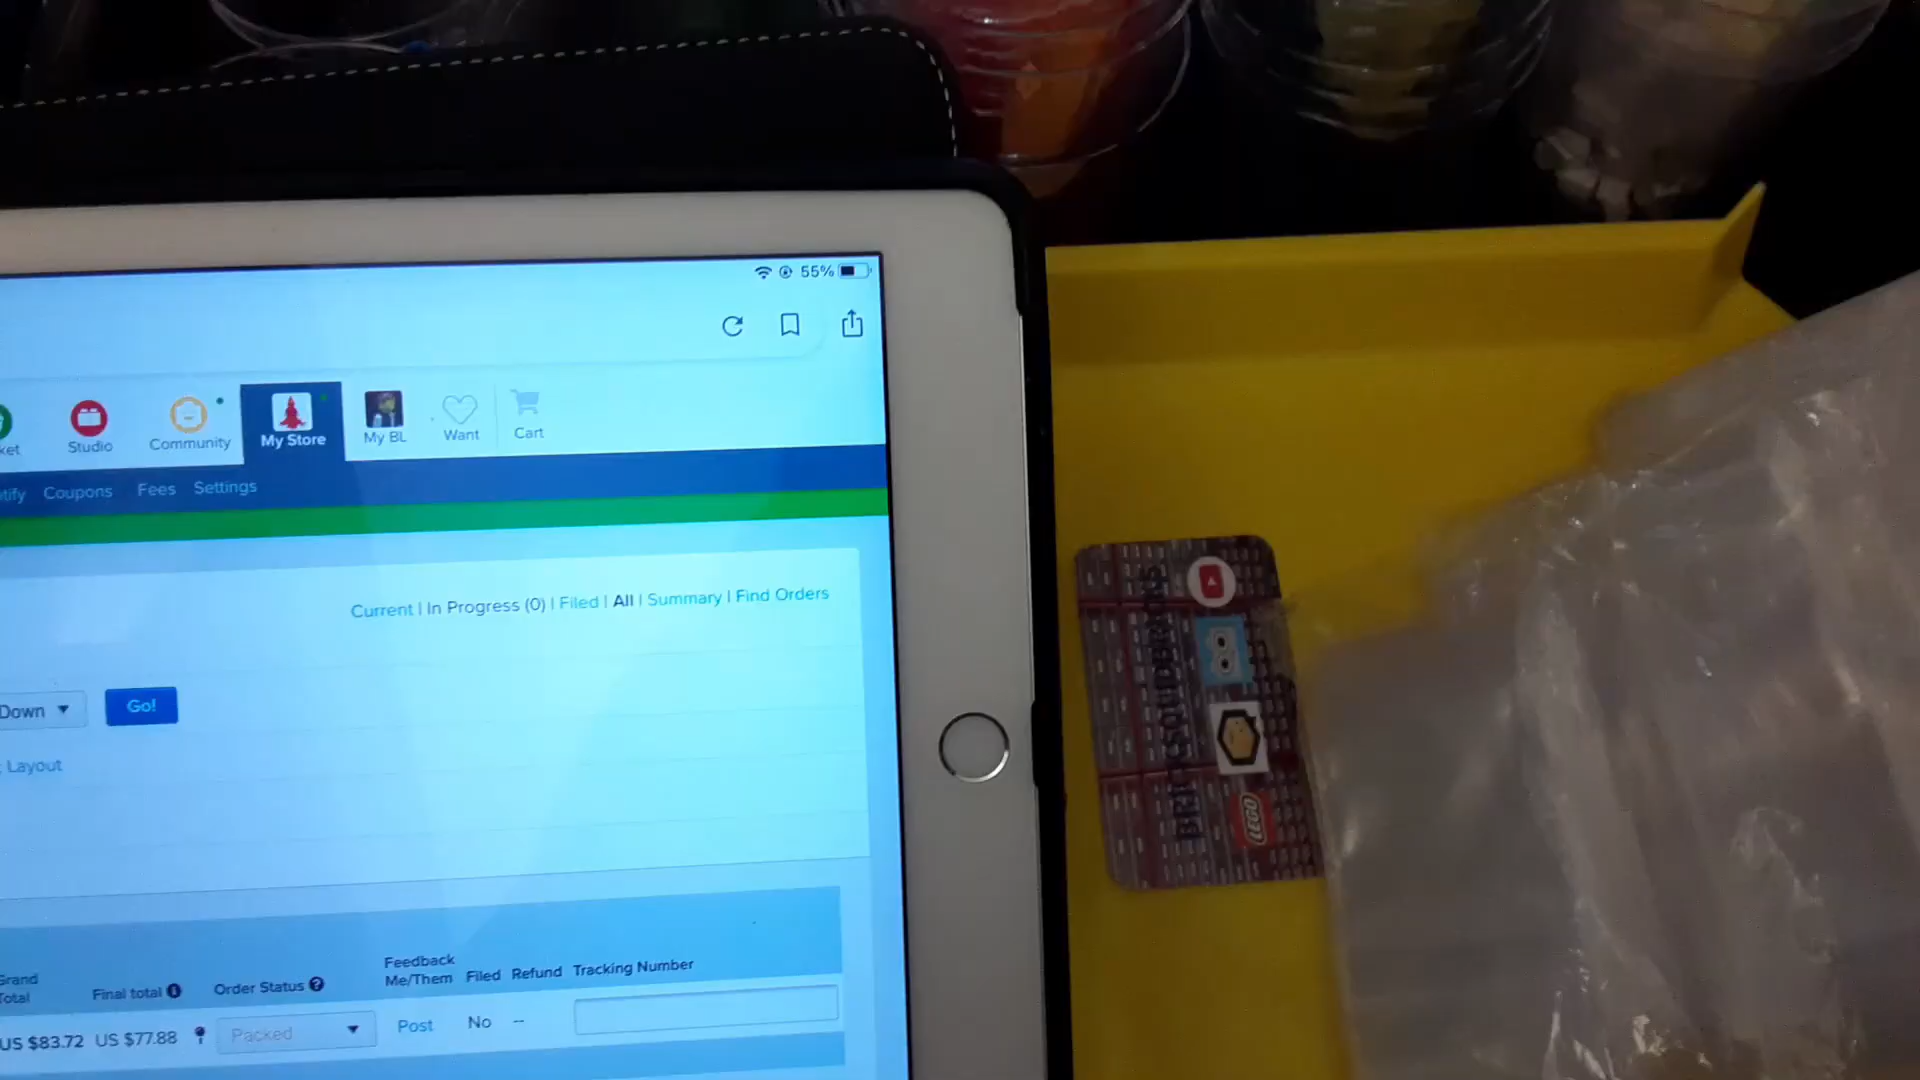 55%
ket Studio Community My Store My BL Want Cart
tify Coupons Fees Settings
Current | In Progress (0) | Filed | All | Summary | Find Orders
Down Go!
Layout
Grand Total Final total Order Status Feedback Me/Them Filed Refund Tracking Number
US $83.72 US $77.88 Packed Post No --
LEGO